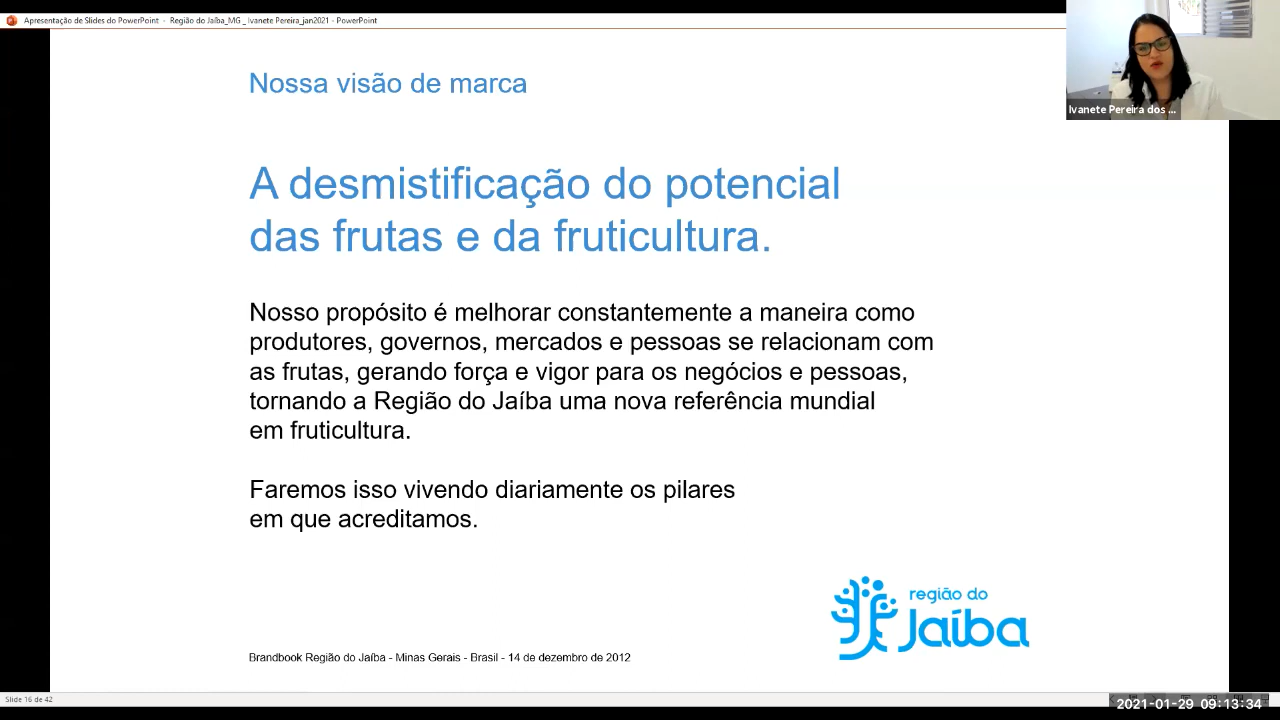 Apresentação de Slides do PowerPoint - Região do Jaíba_MG _ Ivanete Pereira_jan2021 - PowerPoint
Ivanete Pereira dos ...
Nossa visão de marca
A desmistificação do potencial
das frutas e da fruticultura.
Nosso propósito é melhorar constantemente a maneira como
produtores, governos, mercados e pessoas se relacionam com
as frutas, gerando força e vigor para os negócios e pessoas,
tornando a Região do Jaíba uma nova referência mundial
em fruticultura.
Faremos isso vivendo diariamente os pilares
em que acreditamos.
região do
Jaíba
Brandbook Região do Jaíba - Minas Gerais - Brasil - 14 de dezembro de 2012
Slide 16 de 42
2021-01-29 09:13:34